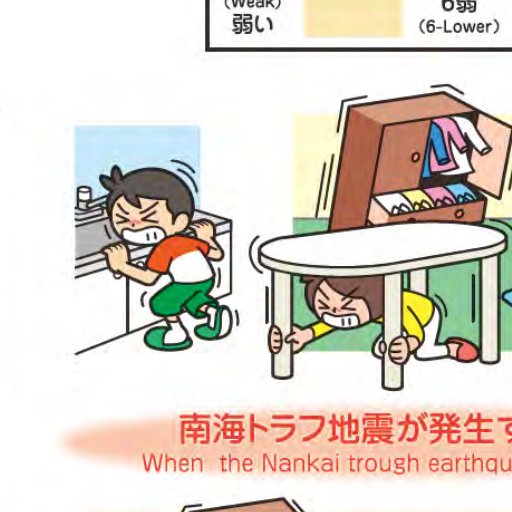 (Weak)
弱い
6弱
(6-Lower)
南海トラフ地震が発生す
When the Nankai trough earthqu